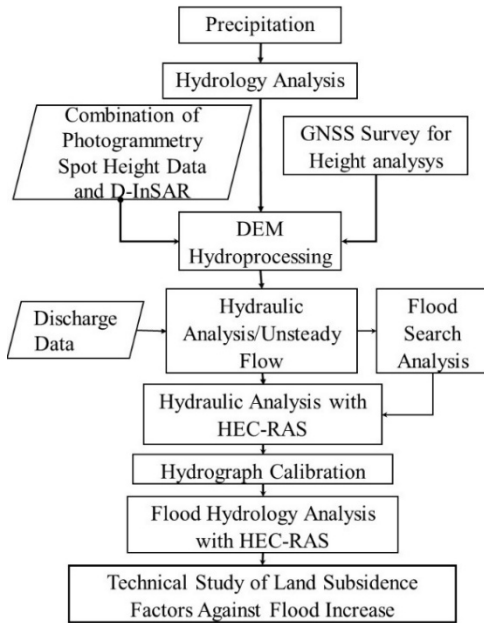 Precipitation
Hydrology Analysis
Combination of
Photogrammetry
Spot Height Data
and D-InSAR
GNSS Survey for
Height analysys
DEM
Hydroprocessing
Discharge
Data
Hydraulic
Analysis/Unsteady
Flow
Flood
Search
Analysis
Hydraulic Analysis with
HEC-RAS
Hydrograph Calibration
Flood Hydrology Analysis
with HEC-RAS
Technical Study of Land Subsidence
Factors Against Flood Increase